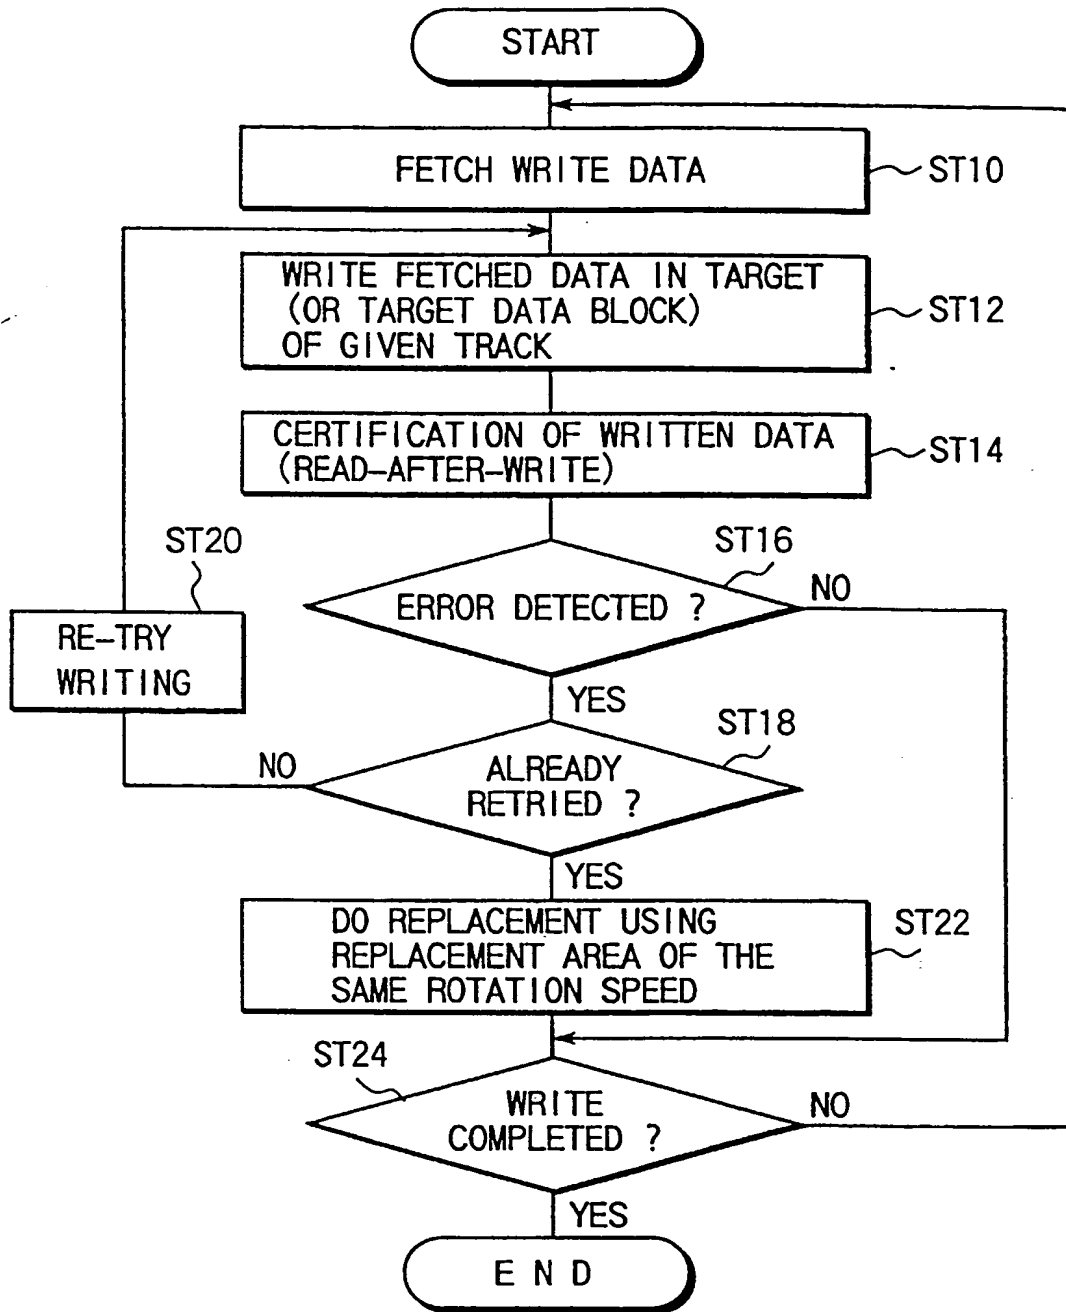 START
FETCH WRITE DATA
ST10
WRITE FETCHED DATA IN TARGET
(OR TARGET DATA BLOCK)
OF GIVEN TRACK
ST12
CERTIFICATION OF WRITTEN DATA
(READ-AFTER-WRITE)
ST14
ST20
RE-TRY
WRITING
ST16
ERROR DETECTED ?
NO
YES
ST18
ALREADY
RETRIED ?
NO
YES
DO REPLACEMENT USING
REPLACEMENT AREA OF THE
SAME ROTATION SPEED
ST22
ST24
WRITE
COMPLETED ?
NO
YES
END